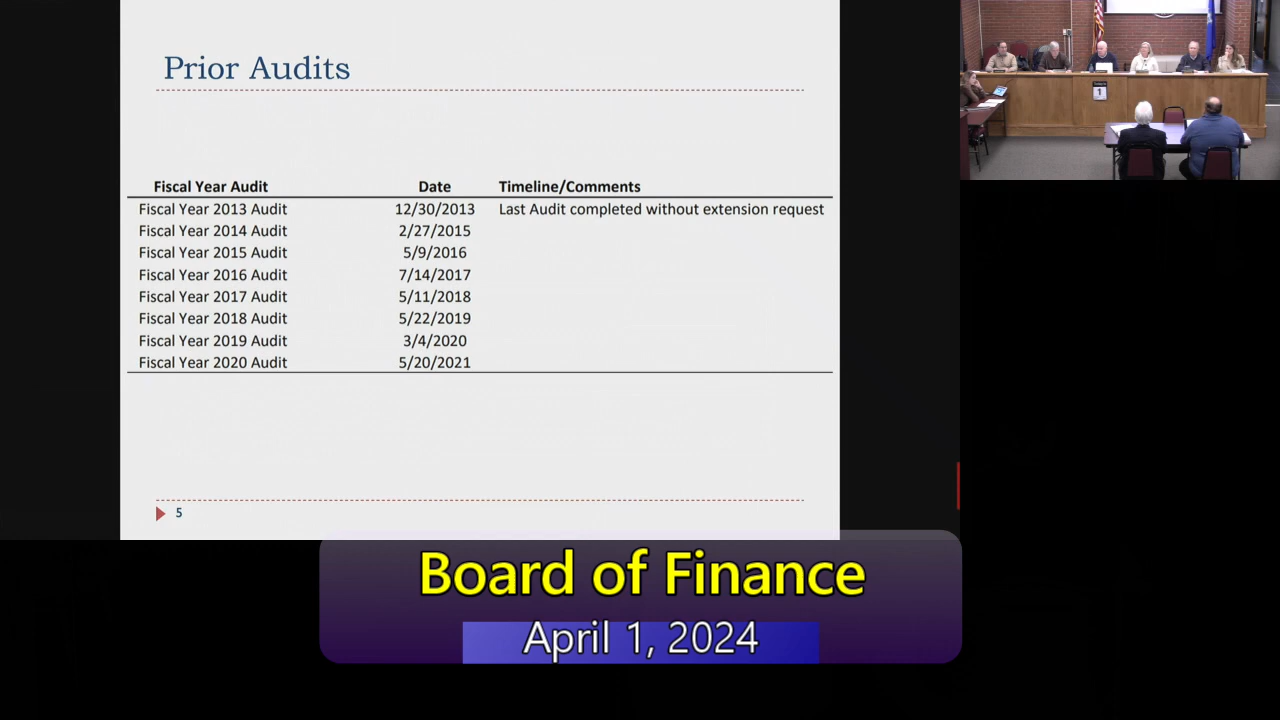 Prior Audits
Fiscal Year Audit Date Timeline/Comments
Fiscal Year 2013 Audit 12/30/2013 Last Audit completed without extension request
Fiscal Year 2014 Audit 2/27/2015
Fiscal Year 2015 Audit 5/9/2016
Fiscal Year 2016 Audit 7/14/2017
Fiscal Year 2017 Audit 5/11/2018
Fiscal Year 2018 Audit 5/22/2019
Fiscal Year 2019 Audit 3/4/2020
Fiscal Year 2020 Audit 5/20/2021
5
1
Board of Finance
April 1, 2024